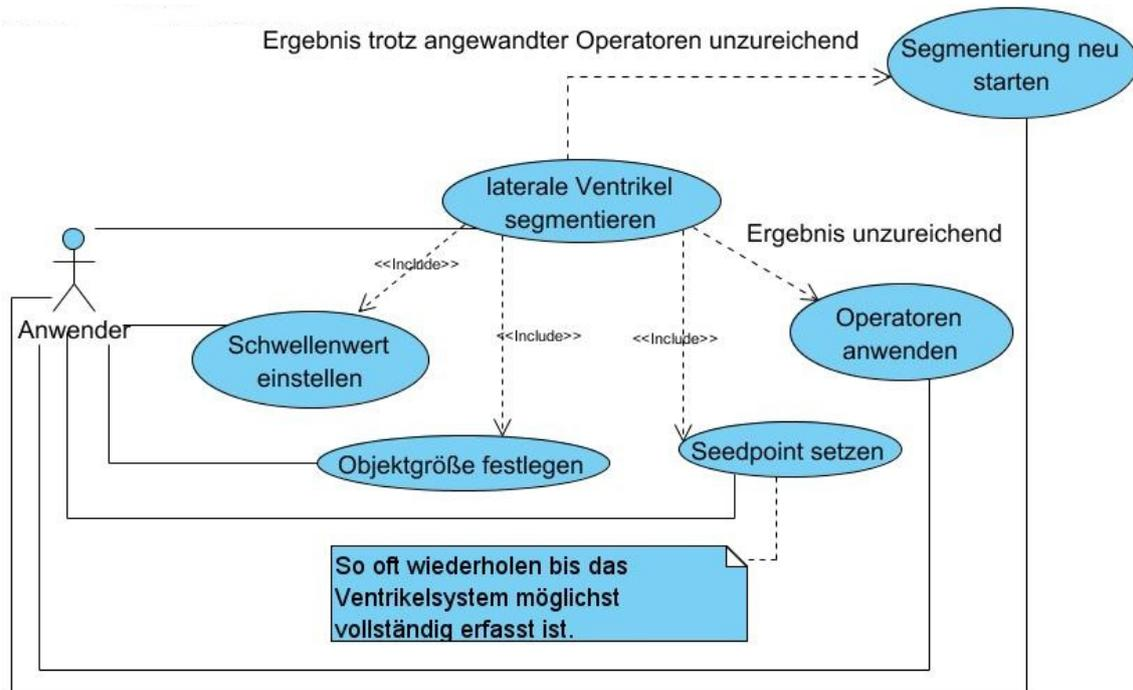 Ergebnis trotz angewandter Operatoren unzureichend
Segmentierung neu
starten
laterale Ventrikel
segmentieren
Ergebnis unzureichend
<<Include>>
Anwender
Schwellenwert
einstellen
<<Include>>
<<Include>>
Operatoren
anwenden
Objektgröße festlegen
Seedpoint setzen
So oft wiederholen bis das
Ventrikelsystem möglichst
vollständig erfasst ist.